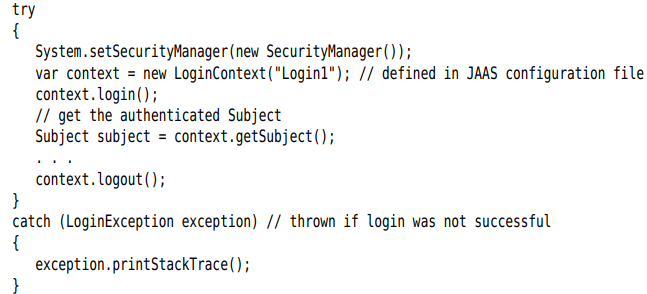 try
{
System.setSecurityManager(new SecurityManager());
var context = new LoginContext("Login1"); // defined in JAAS configuration file
context.login();
// get the authenticated Subject
Subject subject = context.getSubject();
. . .
context.logout();
}
catch (LoginException exception) // thrown if login was not successful
{
exception.printStackTrace();
}